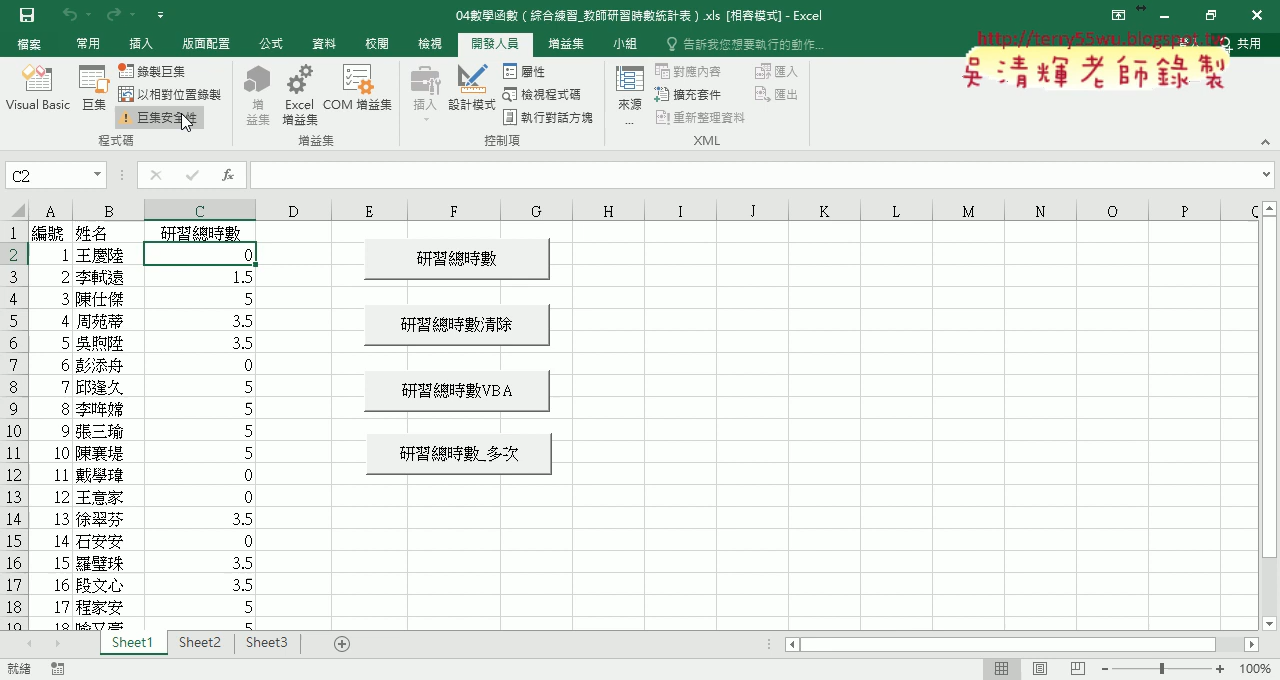 04數學函數（綜合練習_教師研習時數統計表）.xls [相容模式] - Excel
http://terry55wu.blogspot.tw
吳清輝老師錄製
檔案 常用 插入 版面配置 公式 資料 校閱 檢視 開發人員 增益集 小組 告訴我您想要執行的動作... 共用
Visual Basic 巨集 錄製巨集 以相對位置錄製 巨集安全性
增益集 Excel 增益集 COM 增益集
插入 設計模式 屬性 檢視程式碼 執行對話方塊
來源... 對應內容 擴充套件 重新整理資料 匯入 匯出
程式碼 增益集 控制項 XML
C2 fx
A B C D E F G H I J K L M N O P
1 編號 姓名 研習總時數
2 1 王慶陸 0
3 2 李軾遠 1.5
4 3 陳仕傑 5
5 4 周苑蒂 3.5
6 5 吳煦陞 3.5
7 6 彭添舟 0
8 7 邱逢久 5
9 8 李 嫦 5
10 9 張三瑜 5
11 10 陳襄堤 5
12 11 戴學瑋 0
13 12 王意家 0
14 13 徐翠芬 3.5
15 14 石安安 0
16 15 羅璧珠 3.5
17 16 段文心 3.5
18 17 程家安 5
19 18 5
研習總時數
研習總時數清除
研習總時數VBA
研習總時數_多次
Sheet1 Sheet2 Sheet3
就緒 100%